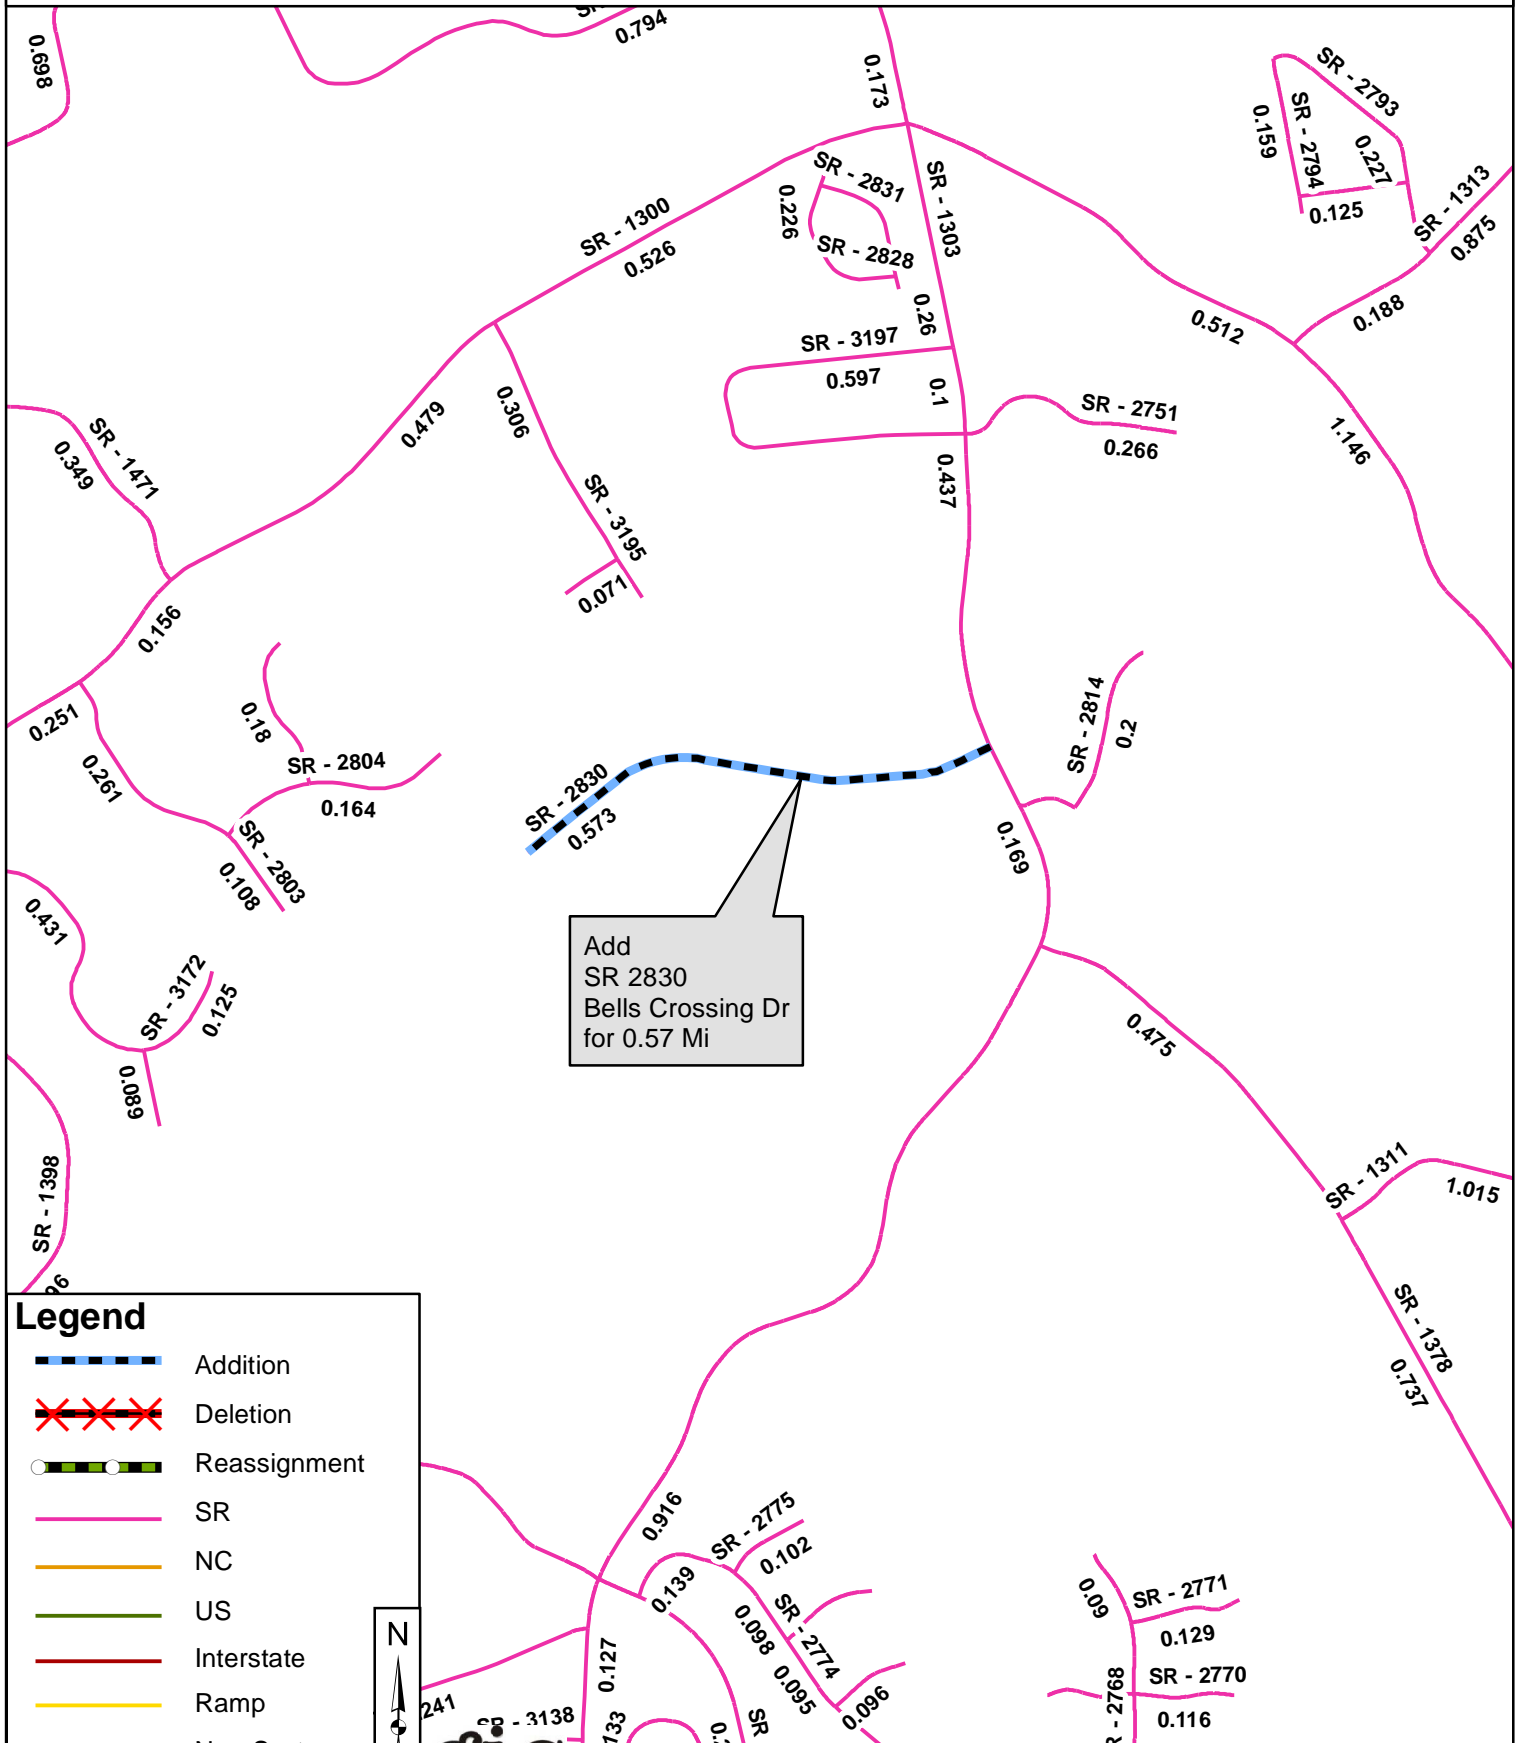 0.794
0.698
0.173
SR - 2793
SR - 2794
0.159
0.227
0.125
SR - 1313
0.875
0.188
SR - 2831
0.226
SR - 2828
SR - 1303
0.26
SR - 1300
0.526
0.512
SR - 3197
0.597
0.1
SR - 2751
0.266
0.437
1.146
0.479
0.306
SR - 1471
0.349
SR - 3195
0.071
0.156
0.251
0.261
0.18
SR - 2804
0.164
SR - 2803
0.108
SR - 2830
0.573
SR - 2814
0.2
0.169
0.431
Add
SR 2830
Bells Crossing Dr
for 0.57 Mi
SR - 3172
0.125
0.089
0.475
SR - 1398
SR - 1311
1.015
SR - 1378
0.737
Legend
Addition
Deletion
Reassignment
SR
NC
US
Interstate
Ramp
N
0.916
SR - 2775
0.102
0.139
SR - 2774
0.098
0.095
0.096
0.127
241
SR - 3138
133
SR
0.09
SR - 2771
0.129
SR - 2770
0.116
R - 2768